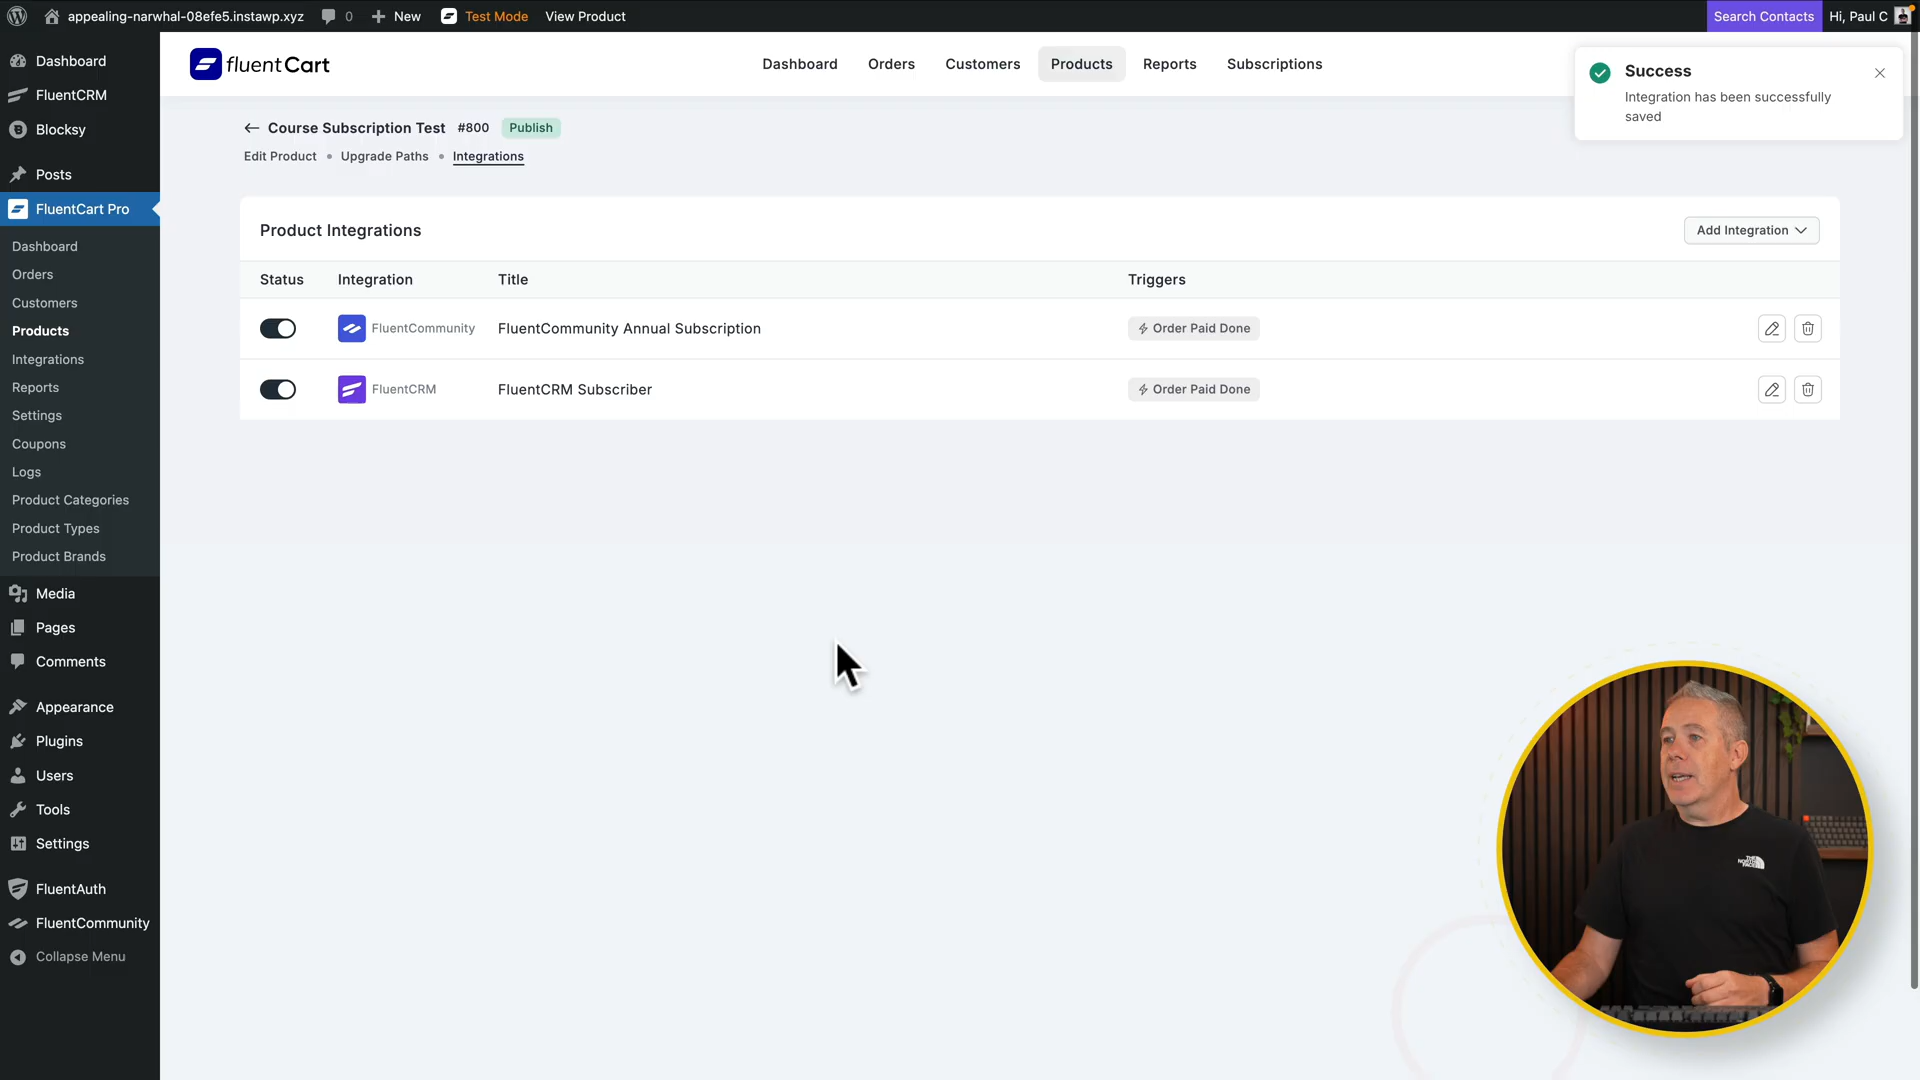 appealing-narwhal-08efe5.instawp.xyz 0 New Test Mode View Product Search Contacts Hi, Paul C
Dashboard
FluentCRM
Blocksy
Posts
FluentCart Pro
Dashboard
Orders
Customers
Products
Integrations
Reports
Settings
Coupons
Logs
Product Categories
Product Types
Product Brands
Media
Pages
Comments
Appearance
Plugins
Users
Tools
Settings
FluentAuth
FluentCommunity
Collapse Menu
fluentCart Dashboard Orders Customers Products Reports Subscriptions
Success
Integration has been successfully
saved
Course Subscription Test #800 Publish
Edit Product Upgrade Paths Integrations
Product Integrations Add Integration
Status Integration Title Triggers
FluentCommunity FluentCommunity Annual Subscription Order Paid Done
FluentCRM FluentCRM Subscriber Order Paid Done
THE
NORTH
FACE